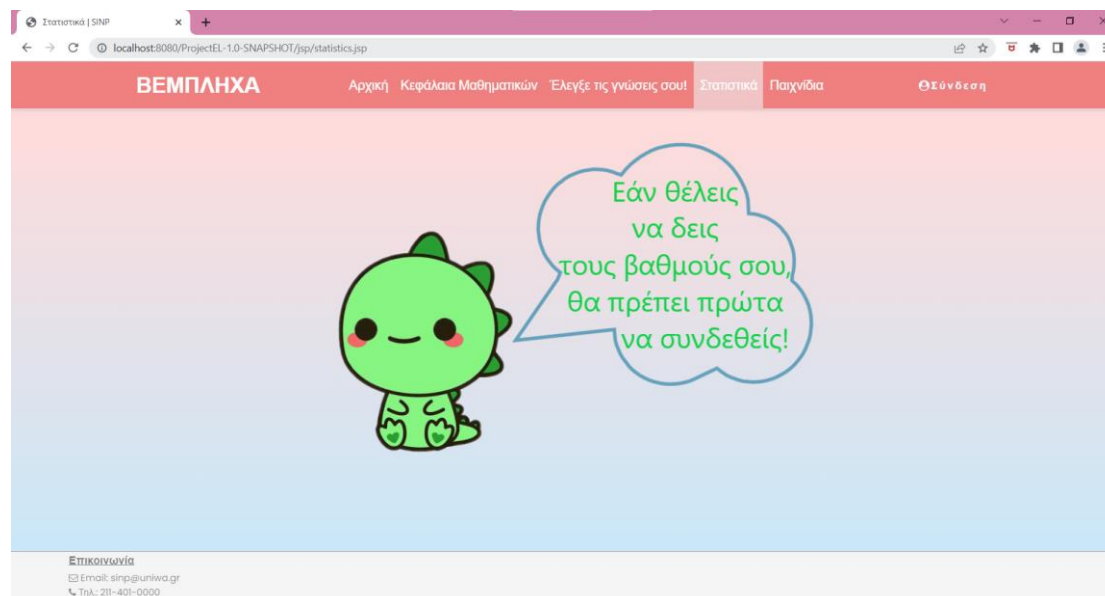 Στατιστικά | SINP
localhost:8080/ProjectEL-1.0-SNAPSHOT/jsp/statistics.jsp
ΒΕΜΠΛΗΧΑ
Αρχική Κεφάλαια Μαθηματικών Έλεγξε τις γνώσεις σου! Στατιστικά Παιχνίδια Σύνδεση
Εάν θέλεις
να δεις
τους βαθμούς σου,
θα πρέπει πρώτα
να συνδεθείς!
Επικοινωνία
Email: sinp@uniwa.gr
Τηλ.: 211-401-0000